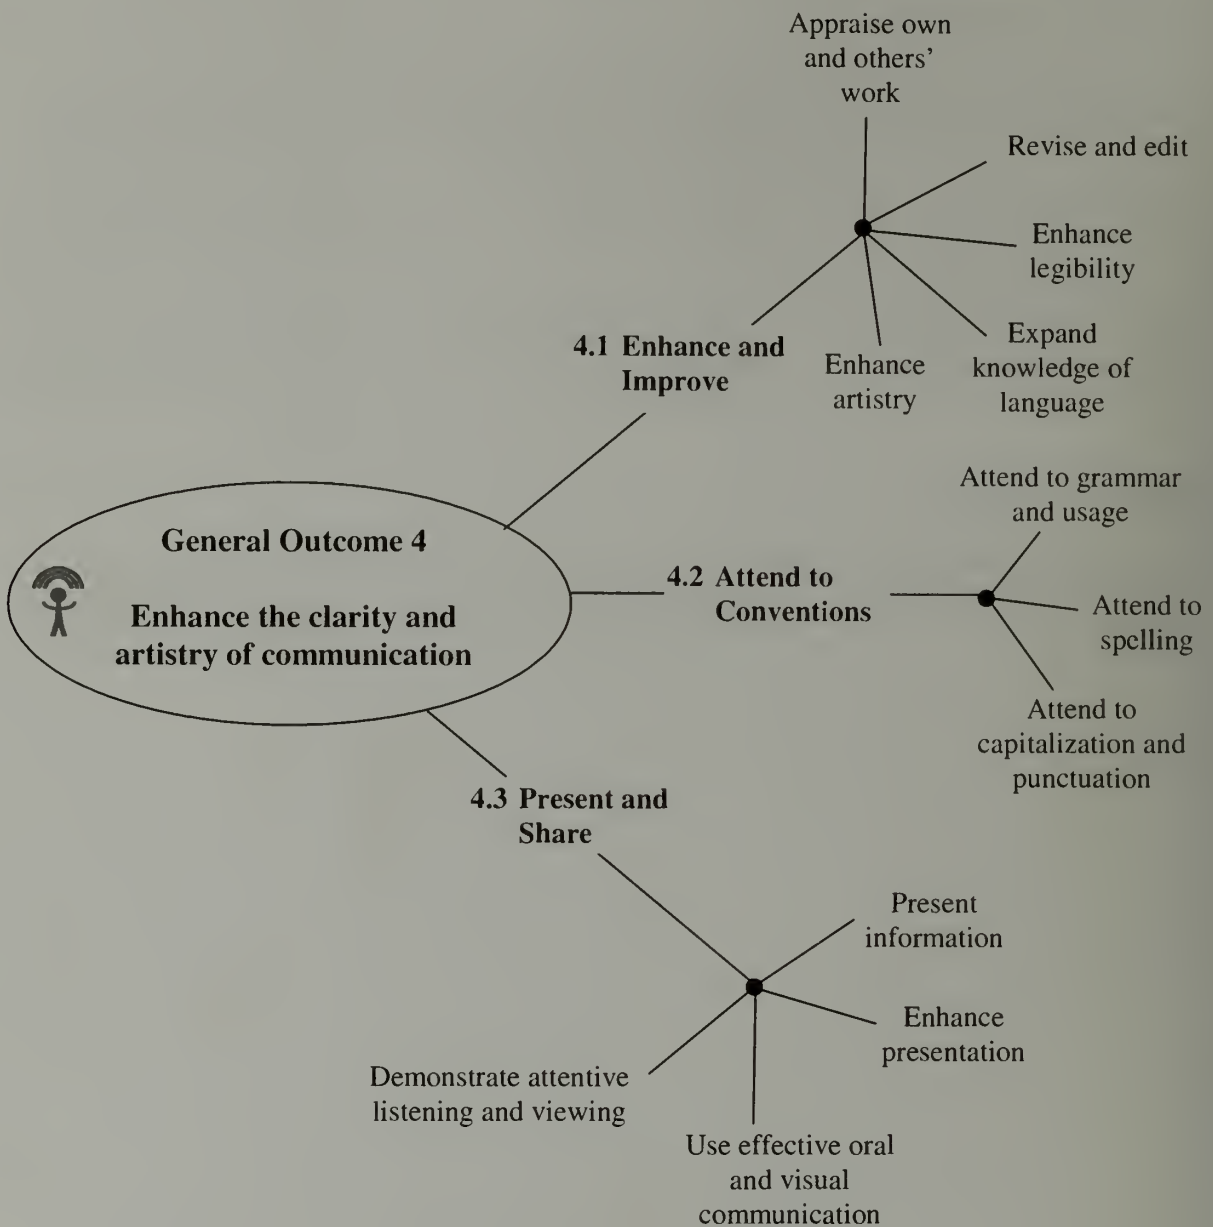 Appraise own
and others'
work
Revise and edit
Enhance
legibility
Expand
knowledge of
language
Enhance
artistry
4.1 Enhance and
Improve
General Outcome 4
Enhance the clarity and
artistry of communication
Attend to grammar
and usage
4.2 Attend to
Conventions
Attend to
spelling
Attend to
capitalization and
punctuation
4.3 Present and
Share
Present
information
Enhance
presentation
Demonstrate attentive
listening and viewing
Use effective oral
and visual
communication